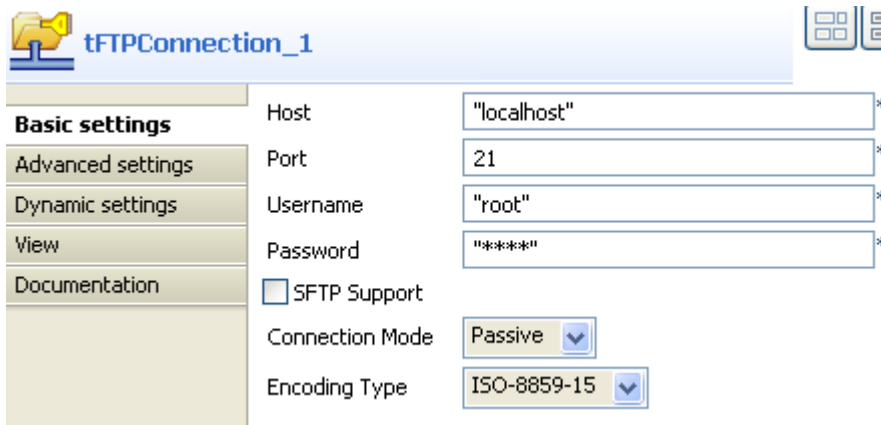 tFTPConnection_1
Basic settings
Advanced settings
Dynamic settings
View
Documentation
Host "localhost" *
Port 21 *
Username "root" *
Password "****" *
SFTP Support
Connection Mode Passive
Encoding Type ISO-8859-15